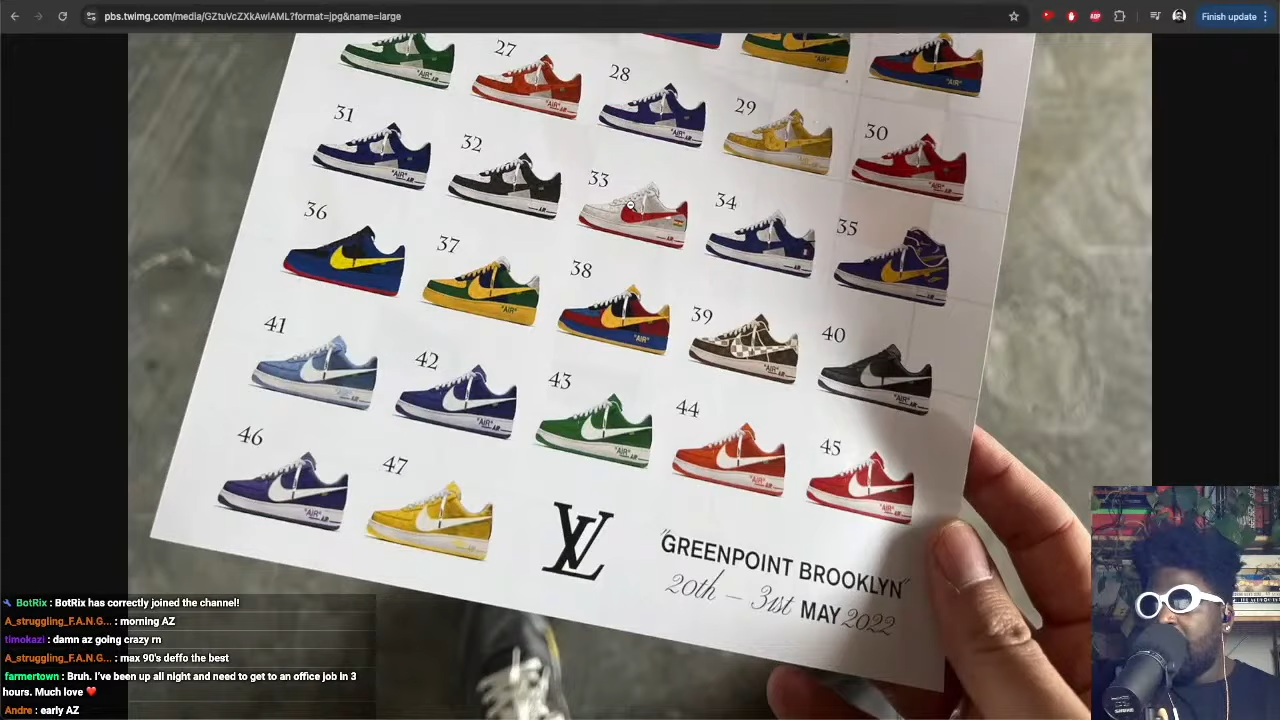 pbs.twimg.com/media/GZtuVcZXkAwlAML?format=jpg&name=large
Finish update
27
28
29
30
31
32
33
34
35
36
37
38
39
40
41
42
43
44
45
46
47
LV
"GREENPOINT BROOKLYN"
20th - 31st MAY 2022
BotRix : BotRix has correctly joined the channel!
A_struggling_F.A.N.G... : morning AZ
timokazi : damn az going crazy rn
A_struggling_F.A.N.G... : max 90's deffo the best
farmertown : Bruh. I've been up all night and need to get to an office job in 3
hours. Much love ❤️
Andre : early AZ